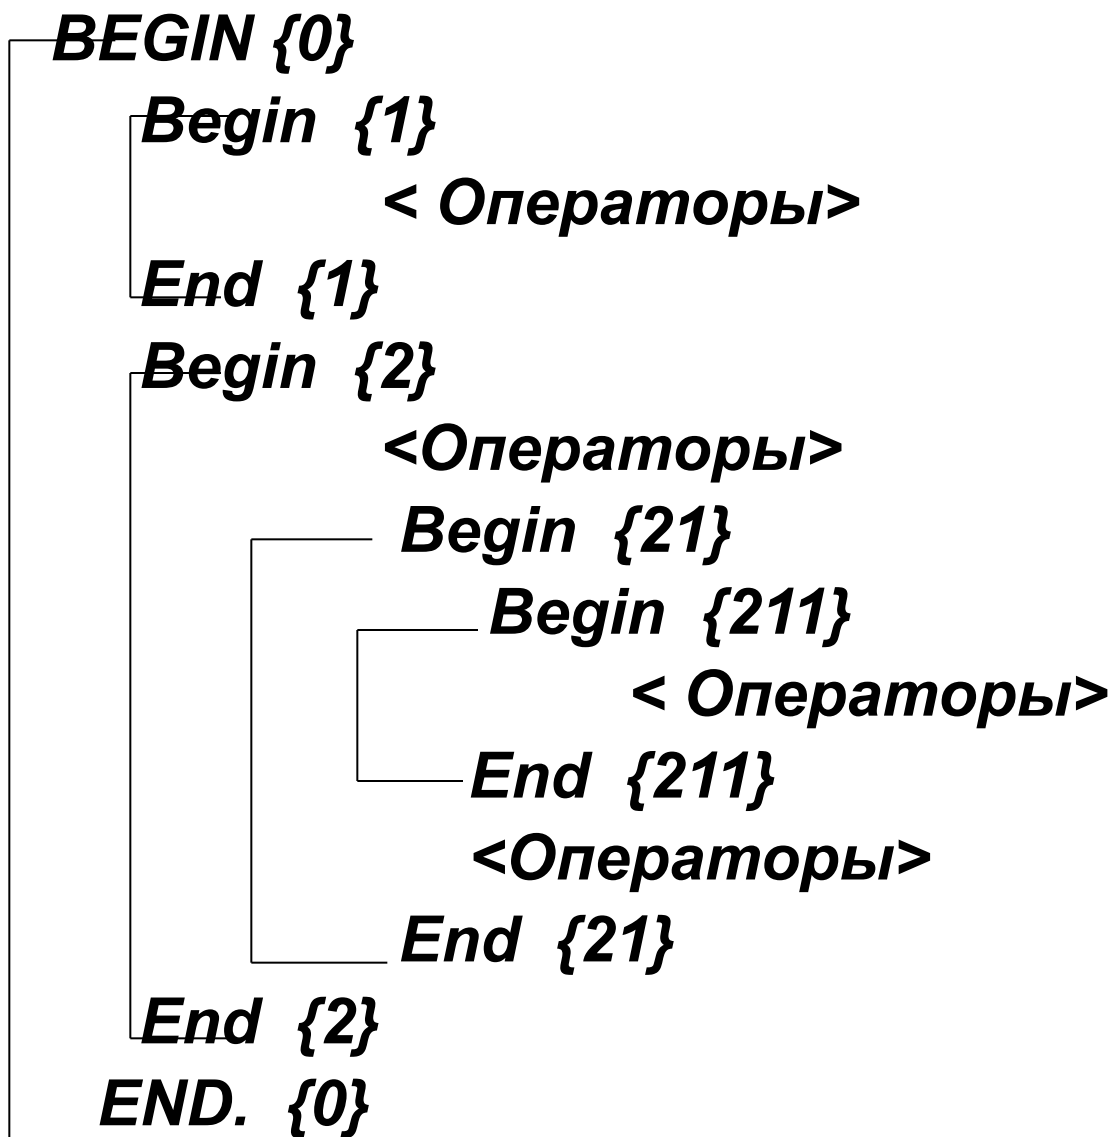 BEGIN {0}
Begin {1}
< Операторы>
End {1}
Begin {2}
<Операторы>
Begin {21}
Begin {211}
< Операторы>
End {211}
<Операторы>
End {21}
End {2}
END. {0}